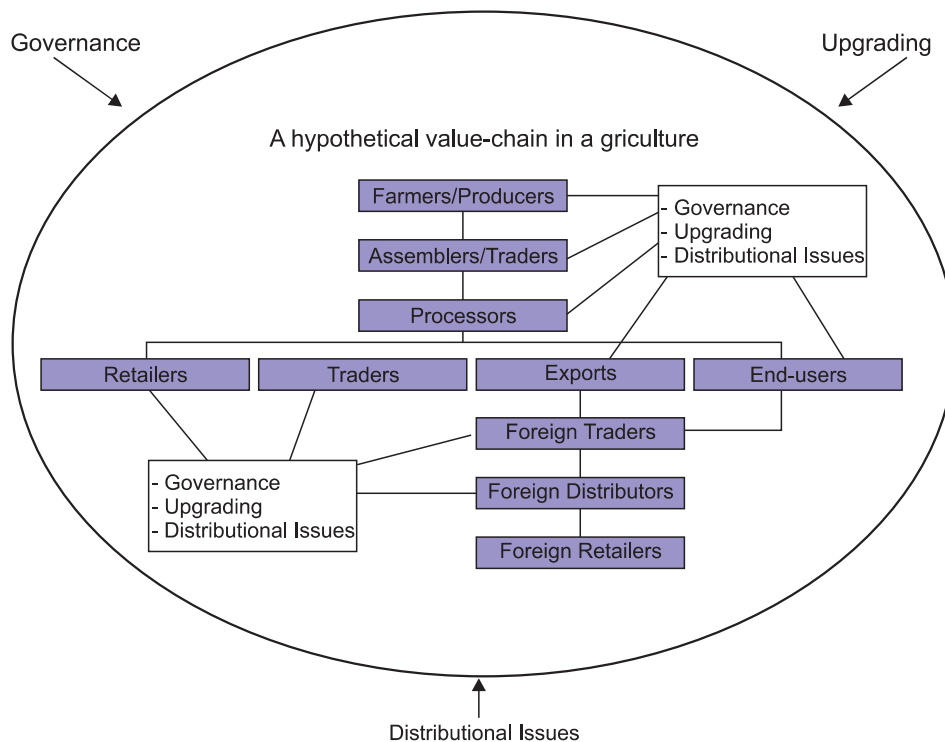 Governance
Upgrading
A hypothetical value-chain in a griculture
Farmers/Producers
- Governance
- Upgrading
- Distributional Issues
Assemblers/Traders
Processors
Retailers
Traders
Exports
End-users
Foreign Traders
- Governance
- Upgrading
- Distributional Issues
Foreign Distributors
Foreign Retailers
Distributional Issues